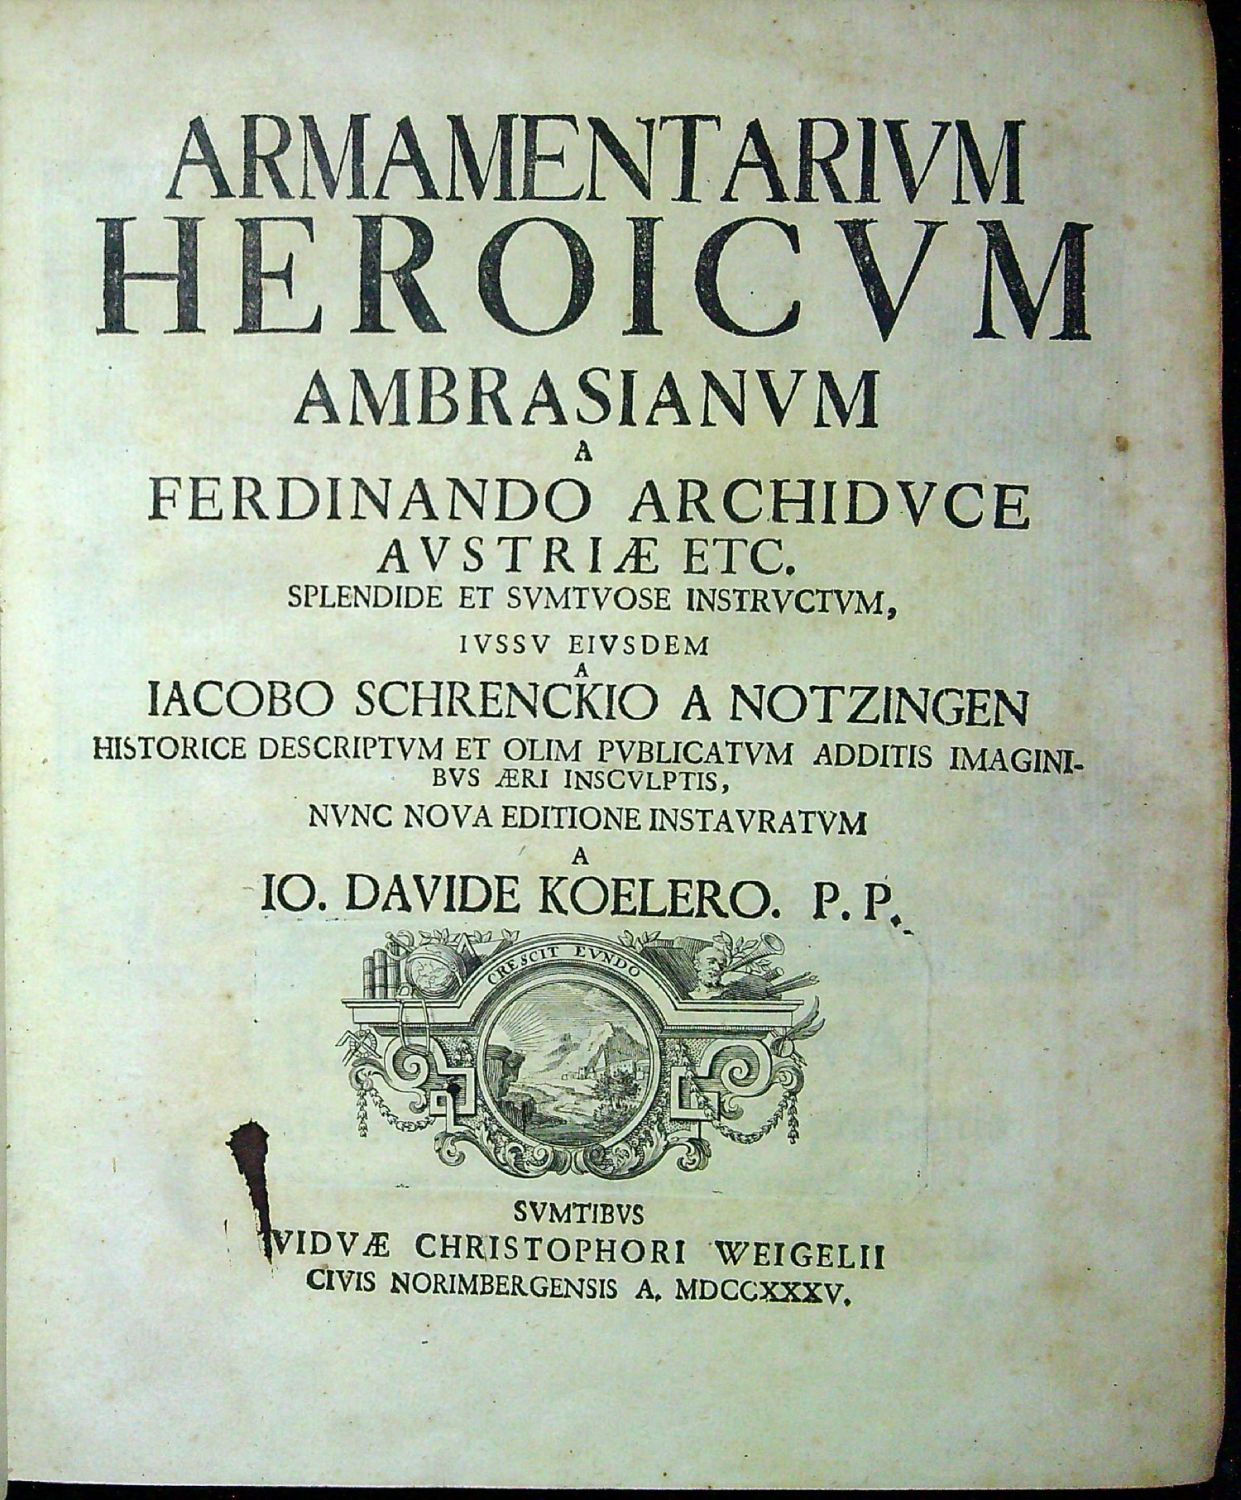 ARMAMENTARIVM
HEROICVM
AMBRASIANVM
A
FERDINANDO ARCHIDVCE
AVSTRIÆ ETC.
SPLENDIDE ET SVMTVOSE INSTRVCTVM,
IVSSV EIVSDEM
A
IACOBO SCHRENCKIO A NOTZINGEN
HISTORICE DESCRIPTVM ET OLIM PVBLICATVM ADDITIS IMAGINI-
BVS ÆRI INSCVLPTIS,
NVNC NOVA EDITIONE INSTAVRATVM
A
IO. DAVIDE KOELERO. P. P.
CRESCIT EVNDO
SVMTIBVS
VIDVÆ CHRISTOPHORI WEIGELII
CIVIS NORIMBERGENSIS A. MDCCXXXV.